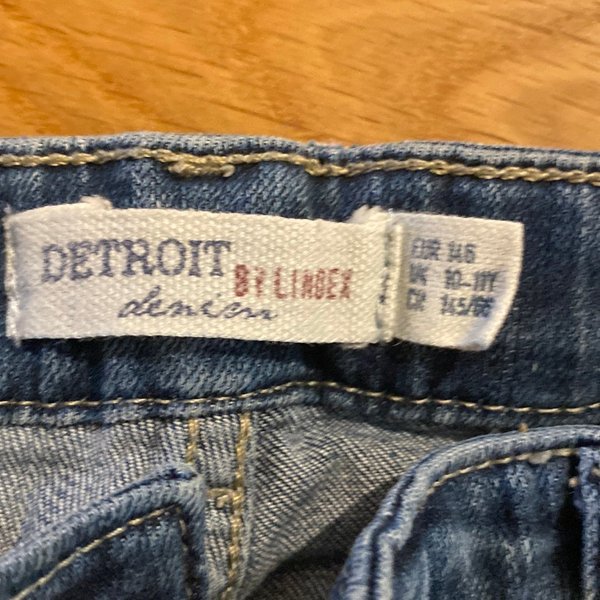 DETROIT
BY LINDEX
denim
EUR 146
UK 10-11Y
CN 145/66